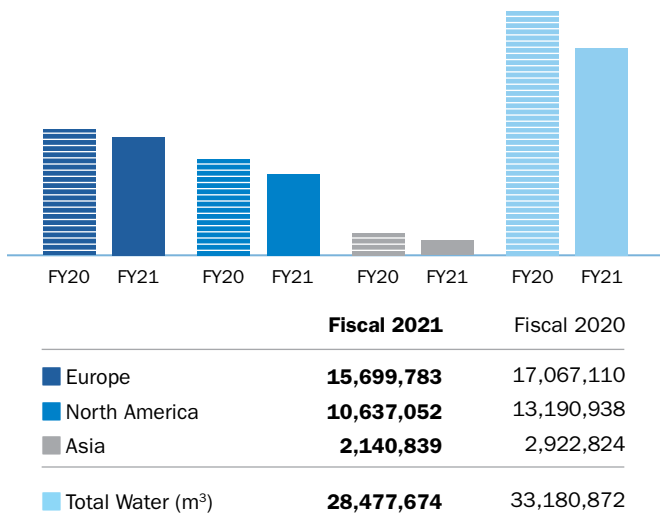 FY20 FY21 FY20 FY21 FY20 FY21 FY20 FY21
Fiscal 2021 Fiscal 2020
Europe 15,699,783 17,067,110
North America 10,637,052 13,190,938
Asia 2,140,839 2,922,824
Total Water (m³) 28,477,674 33,180,872